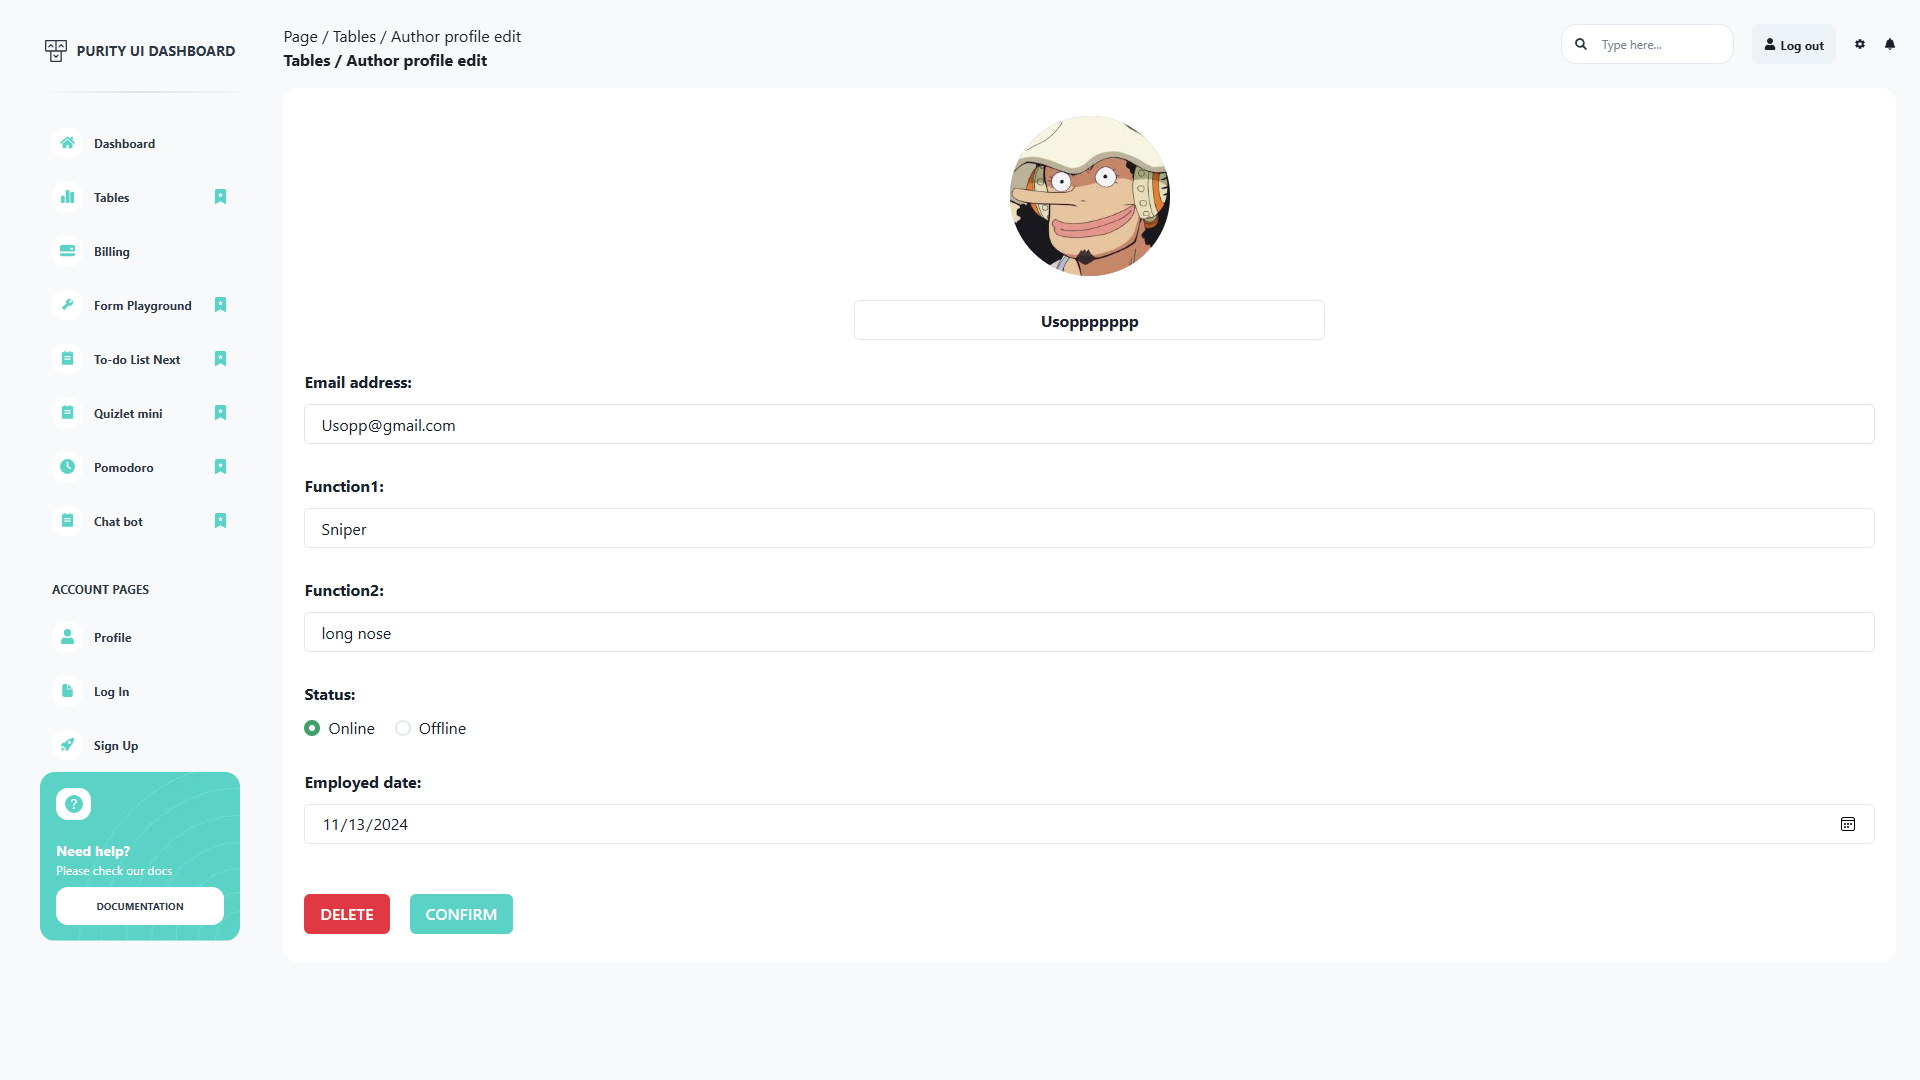 PURITY UI DASHBOARD
Dashboard
Tables
Billing
Form Playground
To-do List Next
Quizlet mini
Pomodoro
Chat bot
ACCOUNT PAGES
Profile
Log In
Sign Up
?
Need help?
Please check our docs
DOCUMENTATION
Page / Tables / Author profile edit
Tables / Author profile edit
Type here...
Log out
Usoppppppp
Email address:
Usopp@gmail.com
Function1:
Sniper
Function2:
long nose
Status:
Online Offline
Employed date:
11/13/2024
DELETE CONFIRM